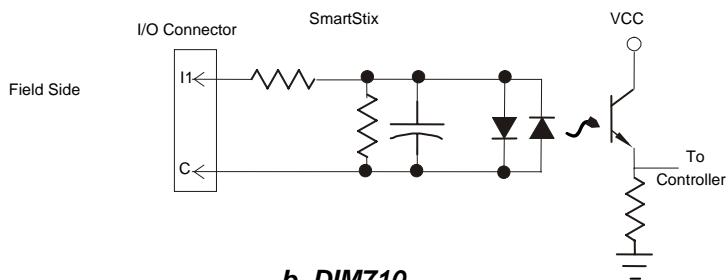 SmartStix
VCC
I/O Connector
I1
Field Side
C
To
Controller
b. DIM710